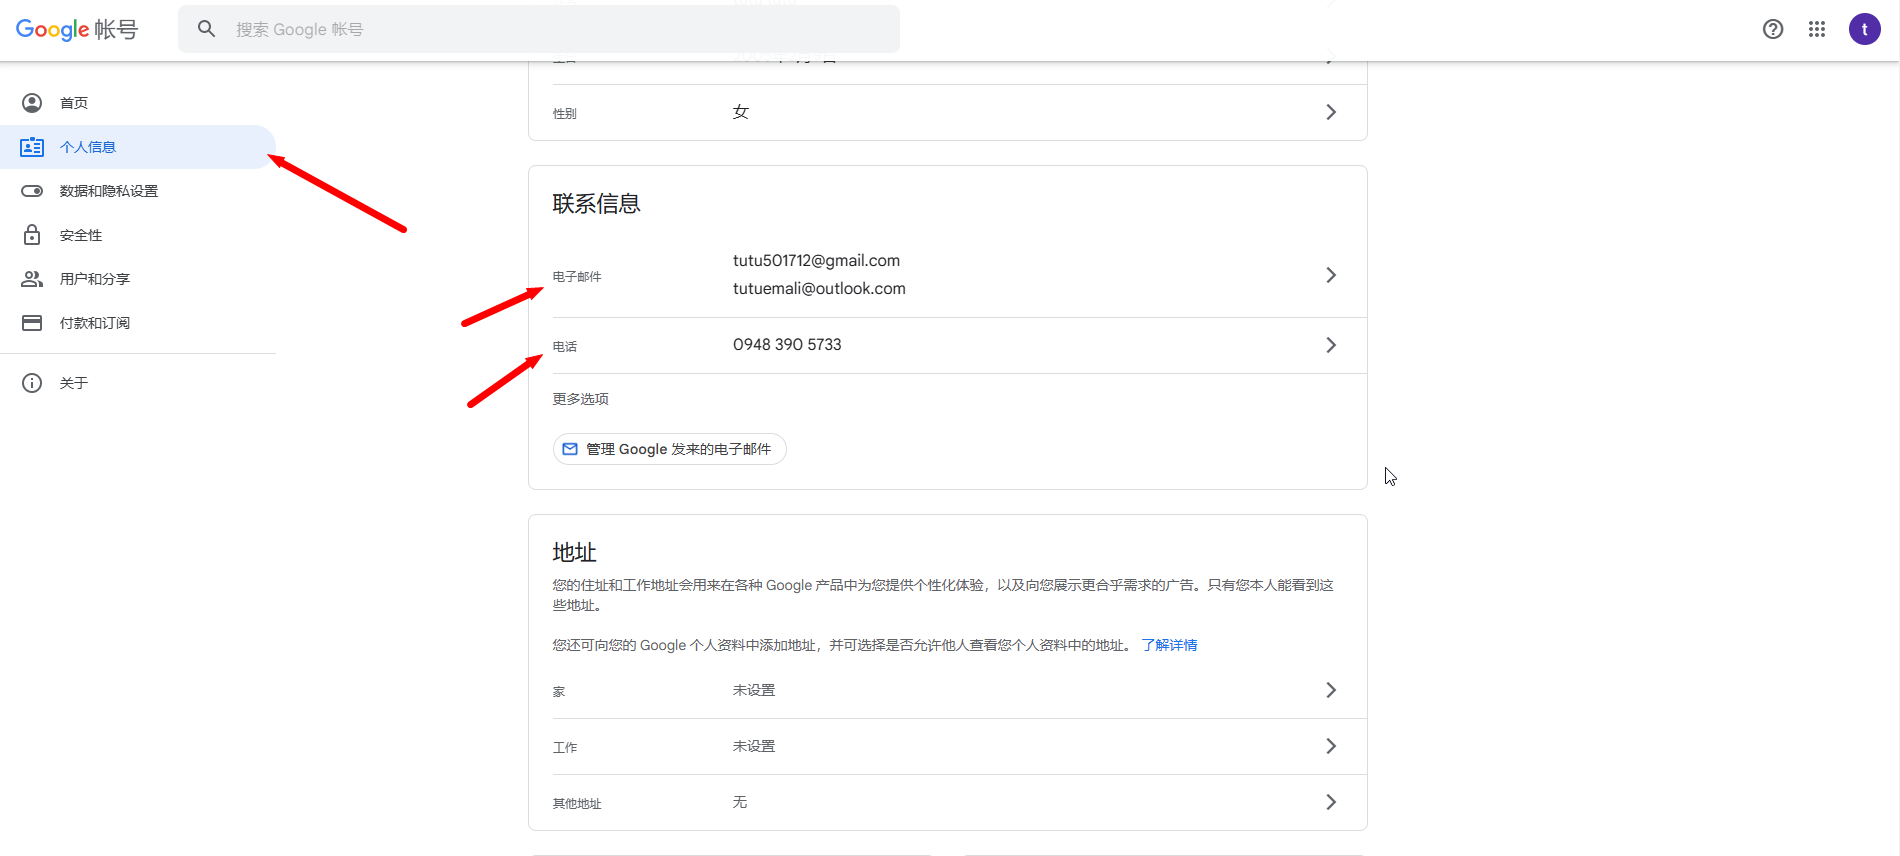 Google 帐号
搜索 Google 帐号
t
首页
个人信息
数据和隐私设置
安全性
用户和分享
付款和订阅
关于
性别
女
联系信息
电子邮件
tutu501712@gmail.com
tutuemali@outlook.com
电话
0948 390 5733
更多选项
管理 Google 发来的电子邮件
地址
您的住址和工作地址会用来在各种 Google 产品中为您提供个性化体验，以及向您展示更合乎需求的广告。只有您本人能看到这
些地址。
您还可向您的 Google 个人资料中添加地址，并可选择是否允许他人查看您个人资料中的地址。 了解详情
家
未设置
工作
未设置
其他地址
无